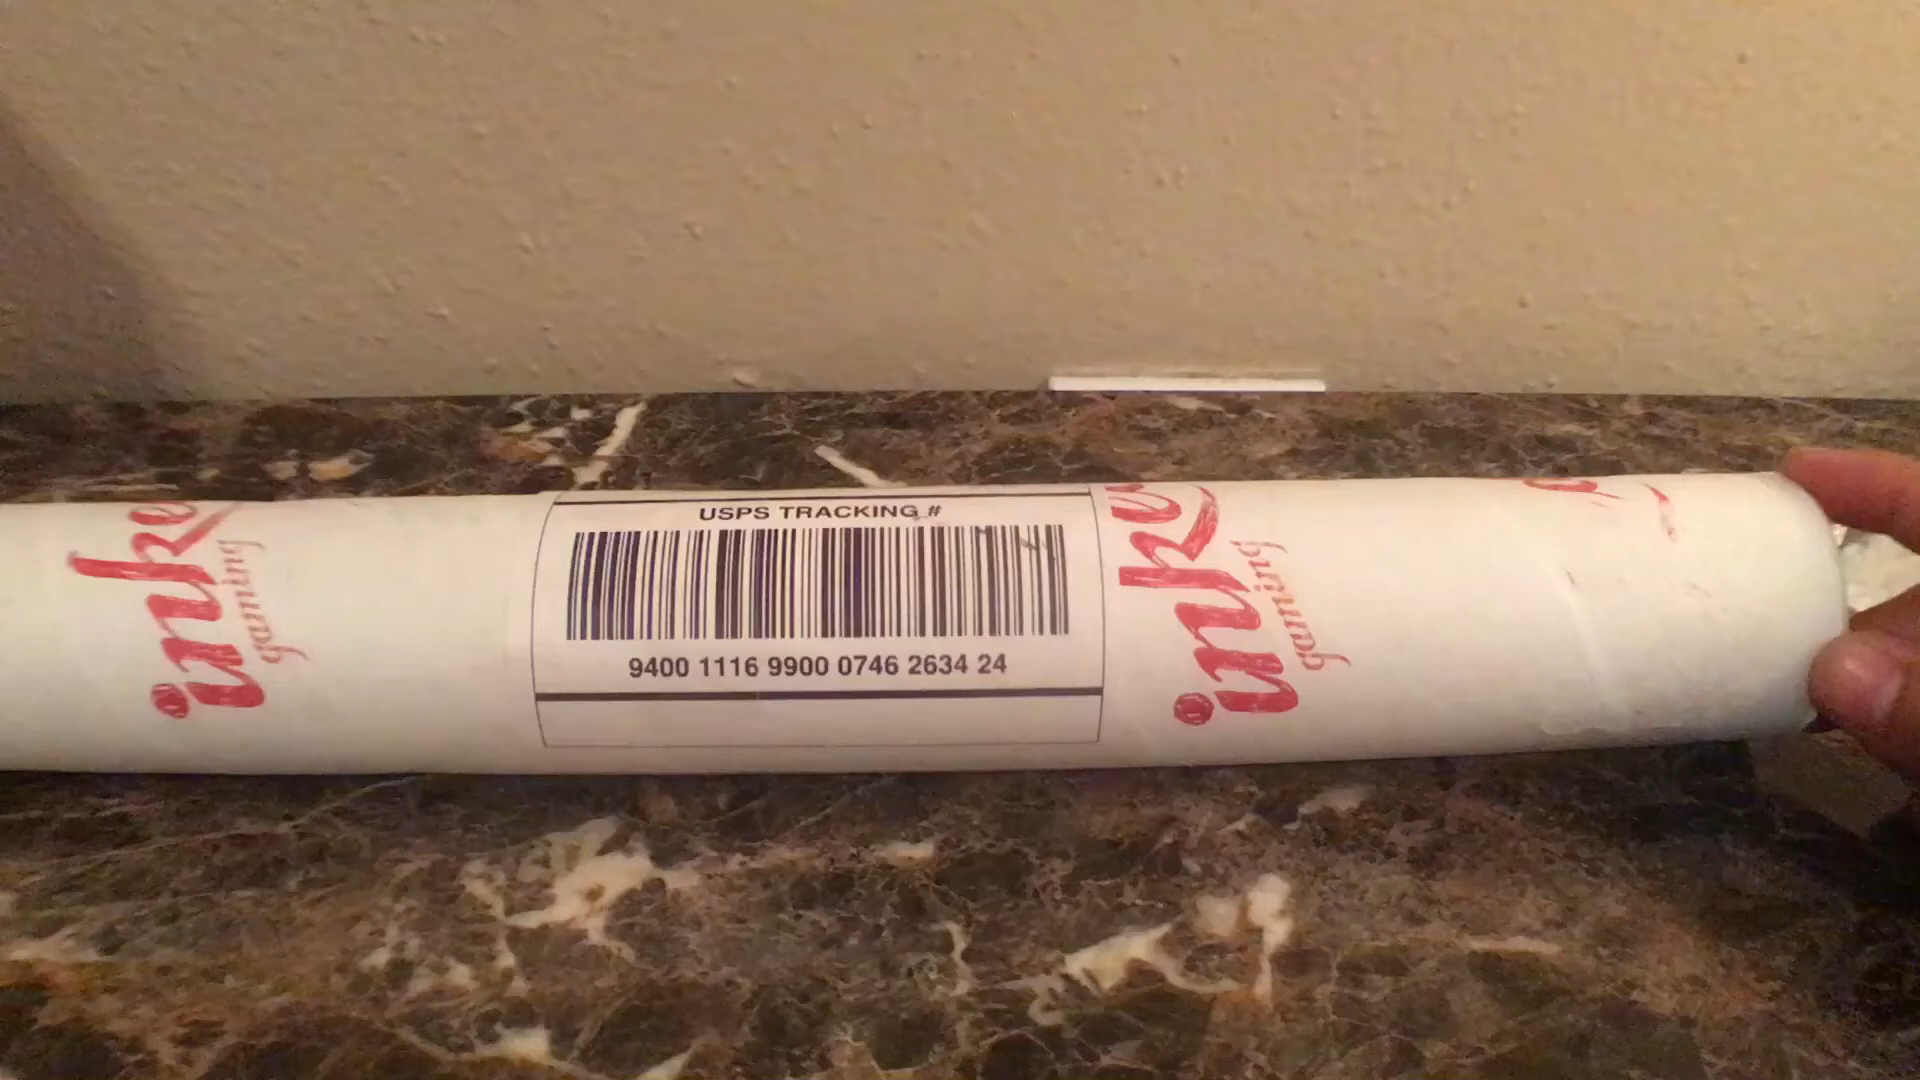 inked
gaming
USPS TRACKING #
9400 1116 9900 0746 2634 24
inked
gaming